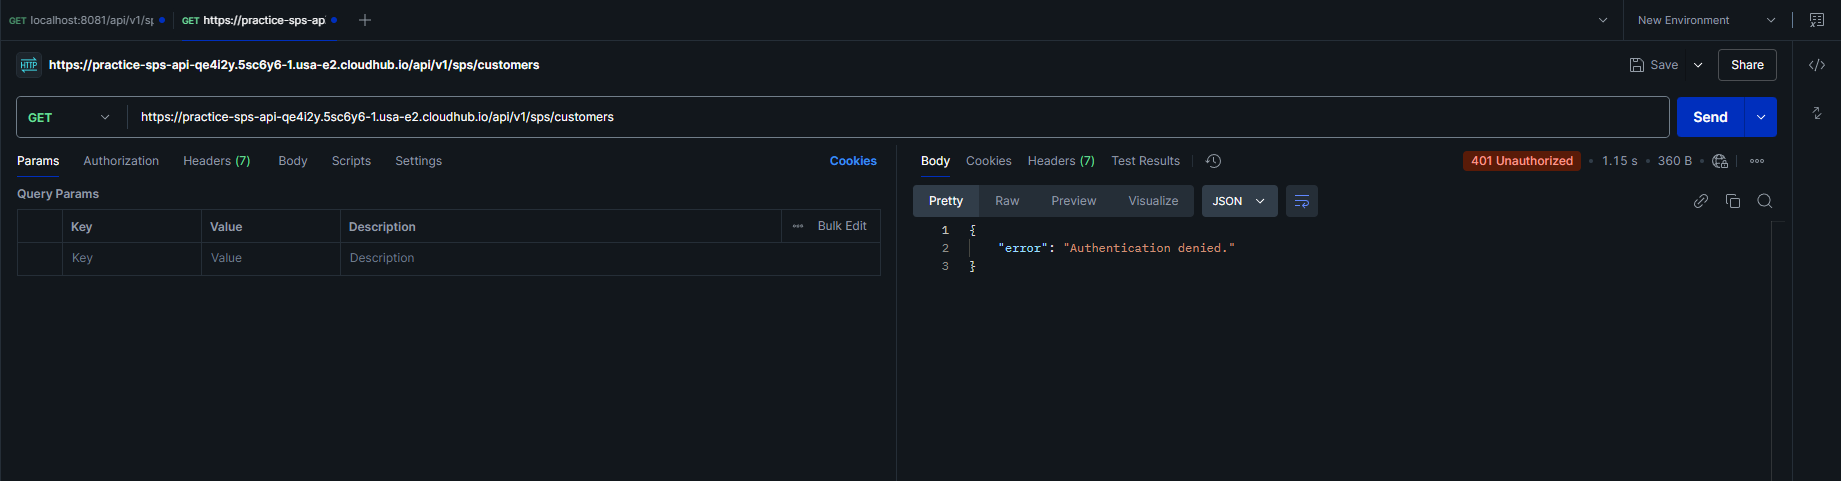 GET localhost:8081/api/v1/s GET https://practice-sps-ap New Environment
HTTP https://practice-sps-api-qe4i2y.5sc6y6-1.usa-e2.cloudhub.io/api/v1/sps/customers Save Share
GET https://practice-sps-api-qe4i2y.5sc6y6-1.usa-e2.cloudhub.io/api/v1/sps/customers Send
Params Authorization Headers (7) Body Scripts Settings Cookies
Query Params
Key Value Description Bulk Edit
Key Value Description
Body Cookies Headers (7) Test Results 401 Unauthorized 1.15 s 360 B
Pretty Raw Preview Visualize JSON
1 {
2 "error": "Authentication denied."
3 }